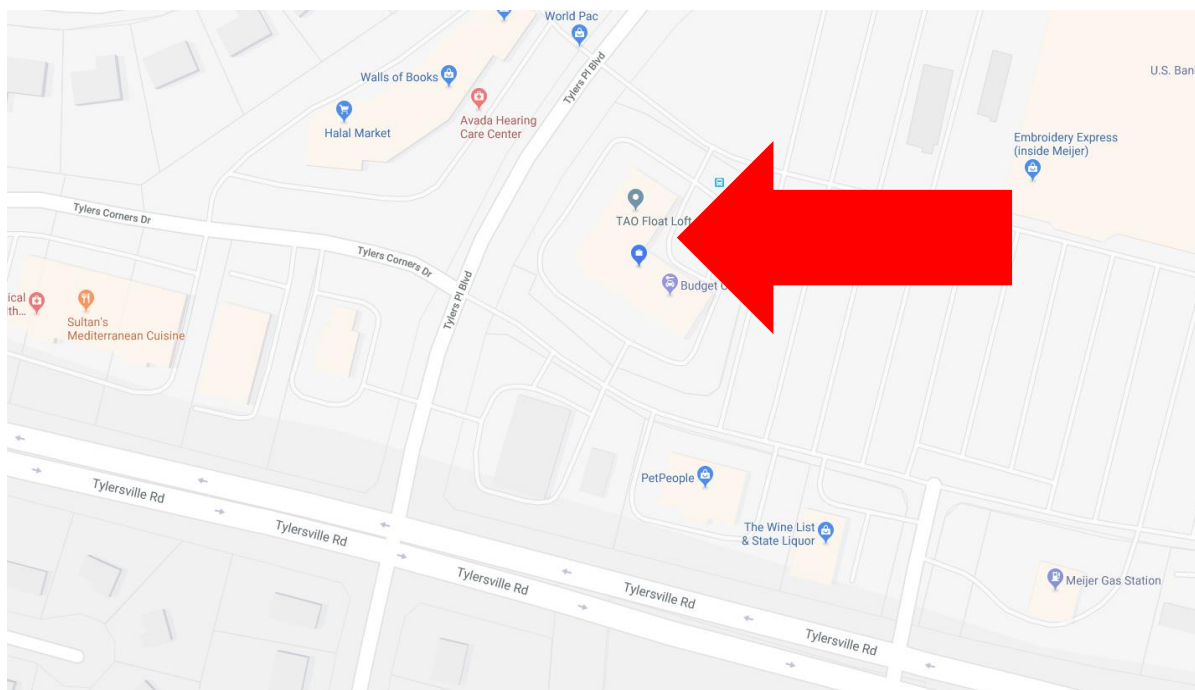 World Pac
Tylers Pl Blvd
Walls of Books
U.S. Ban
Avada Hearing
Care Center
Halal Market
Embroidery Express
(inside Meijer)
TAO Float Loft
Tylers Corners Dr
Tylers Corners Dr
Tylers Pl Blvd
Budget
ical
th...
Sultan's
Mediterranean Cuisine
PetPeople
Tylersville Rd
The Wine List
& State Liquor
Tylersville Rd
Tylersville Rd
Meijer Gas Station
Tylersville Rd
Tylersville Rd